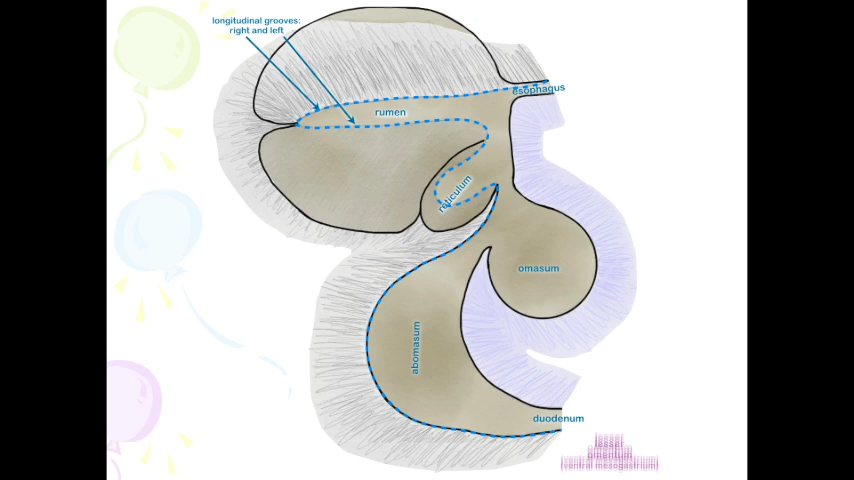 longitudinal grooves:
right and left
esophagus
rumen
reticulum
omasum
abomasum
duodenum
lesser
omentum
(ventral mesogastrium)